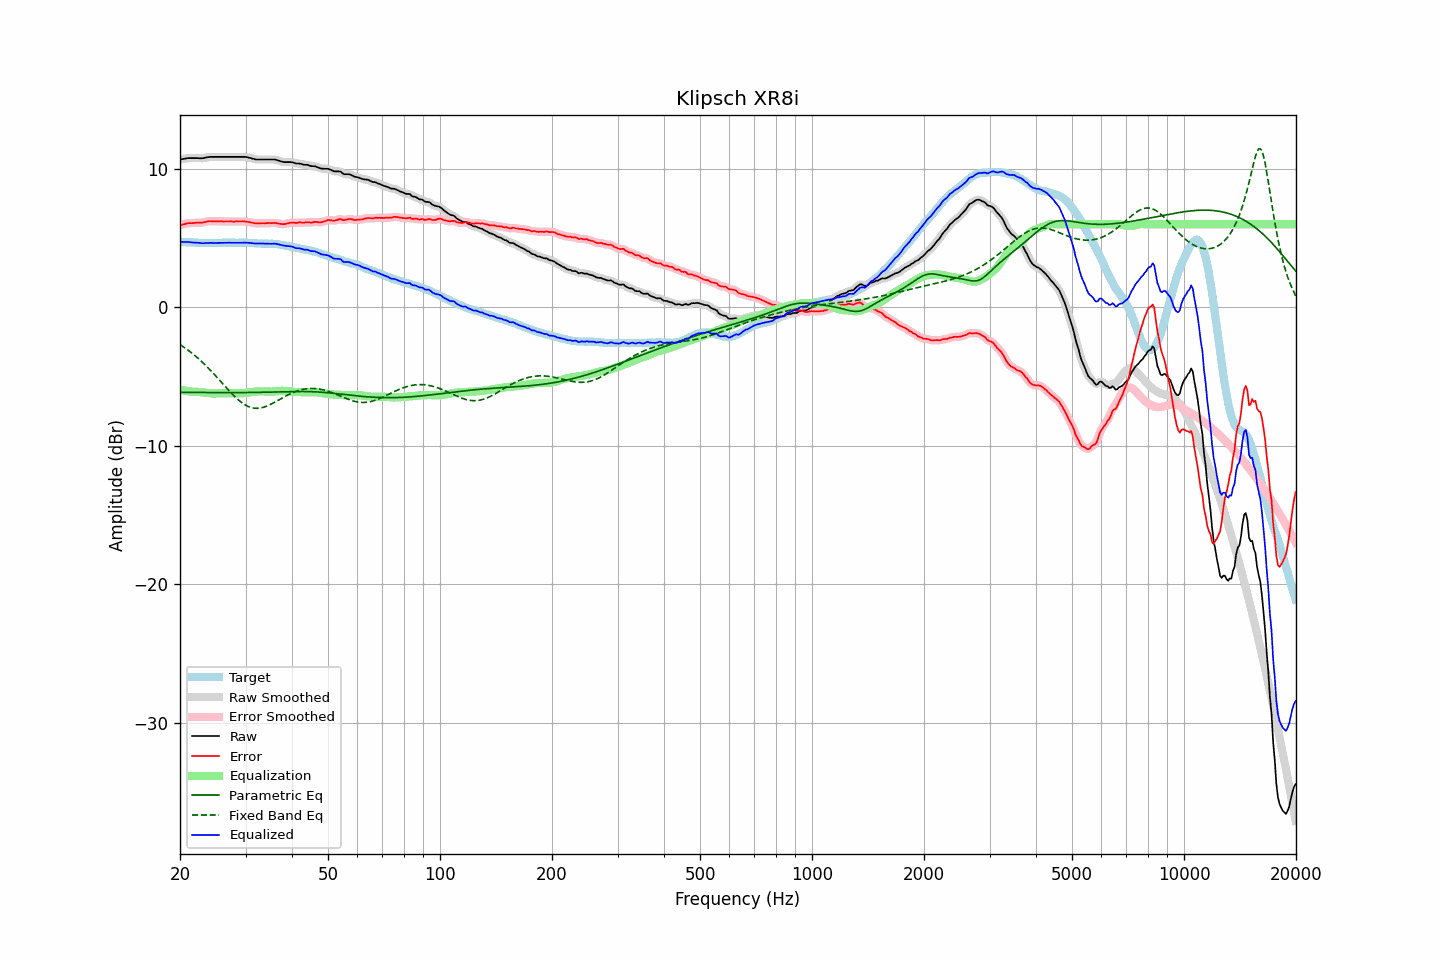 Klipsch XR8i
10
0
−10
−20
−30
Amplitude (dBr)
Target
Raw Smoothed
Error Smoothed
Raw
Error
Equalization
Parametric Eq
Fixed Band Eq
Equalized
20 50 100 200 500 1000 2000 5000 10000 20000
Frequency (Hz)